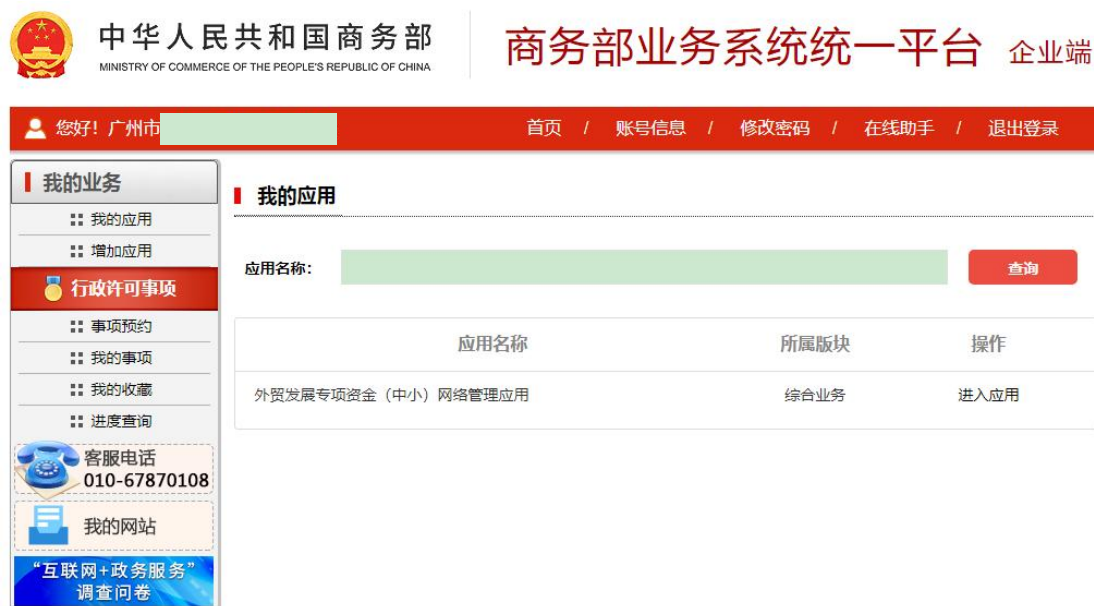 中华人民共和国商务部
MINISTRY OF COMMERCE OF THE PEOPLE'S REPUBLIC OF CHINA
商务部业务系统统一平台 企业端
您好！广州市
首页 / 账号信息 / 修改密码 / 在线助手 / 退出登录
我的业务
我的应用
增加应用
行政许可事项
事项预约
我的事项
我的收藏
进度查询
客服电话
010-67870108
我的网站
“互联网+政务服务”
调查问卷
我的应用
应用名称：
查询
应用名称 所属版块 操作
外贸发展专项资金（中小）网络管理应用 综合业务 进入应用